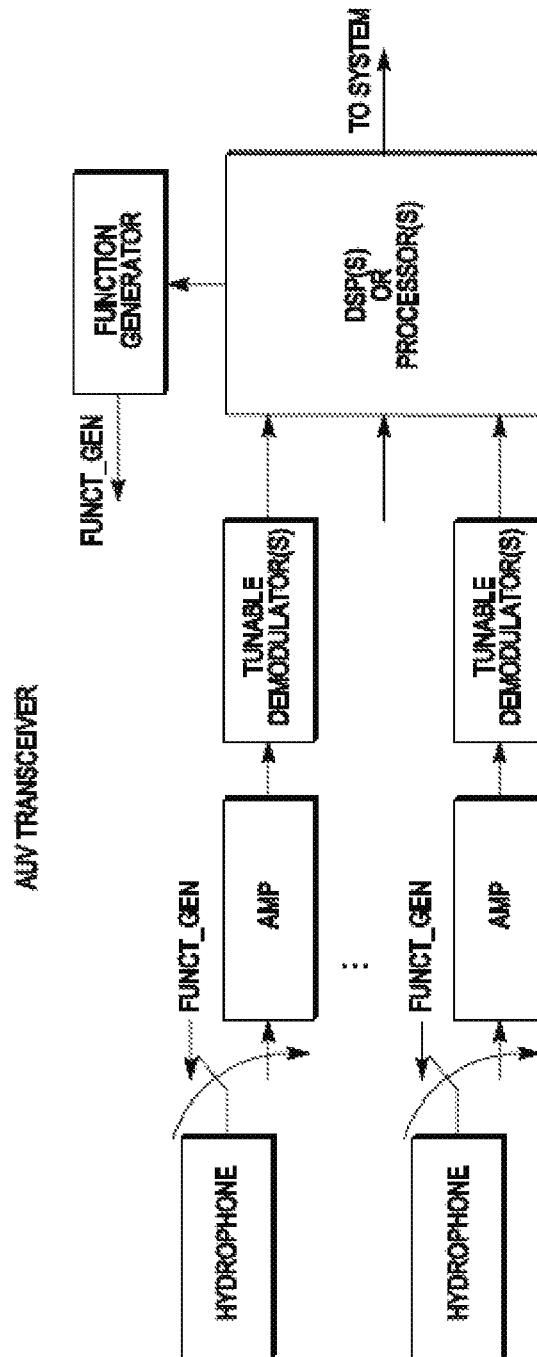 AUV TRANSCEIVER
FUNCT_GEN
FUNCTION
GENERATOR
HYDROPHONE
FUNCT_GEN
AMP
TUNABLE
DEMODULATOR(S)
DSP(S)
OR
PROCESSOR(S)
TO SYSTEM
...
HYDROPHONE
FUNCT_GEN
AMP
TUNABLE
DEMODULATOR(S)